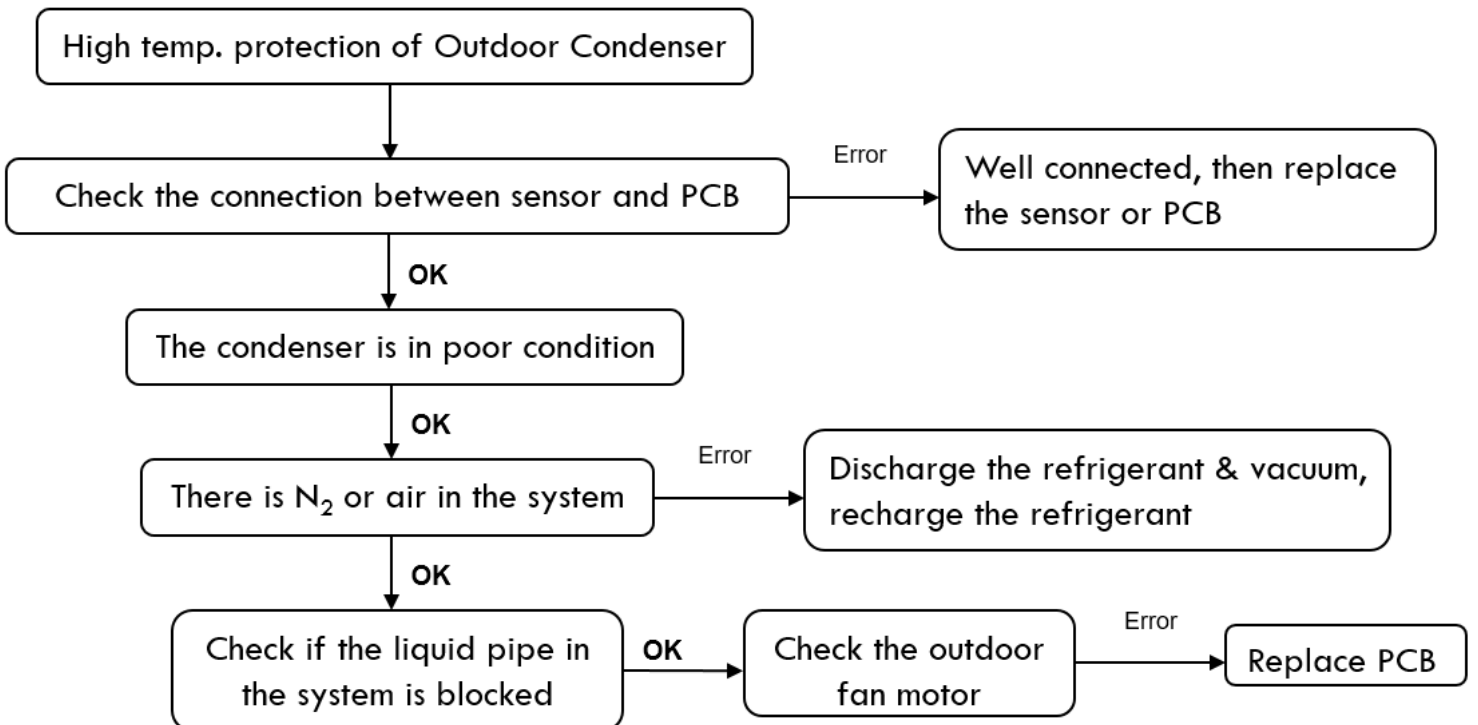 High temp. protection of Outdoor Condenser
Check the connection between sensor and PCB
Error
Well connected, then replace
the sensor or PCB
OK
The condenser is in poor condition
OK
There is N₂ or air in the system
Error
Discharge the refrigerant & vacuum,
recharge the refrigerant
OK
Check if the liquid pipe in
the system is blocked
OK
Check the outdoor
fan motor
Error
Replace PCB